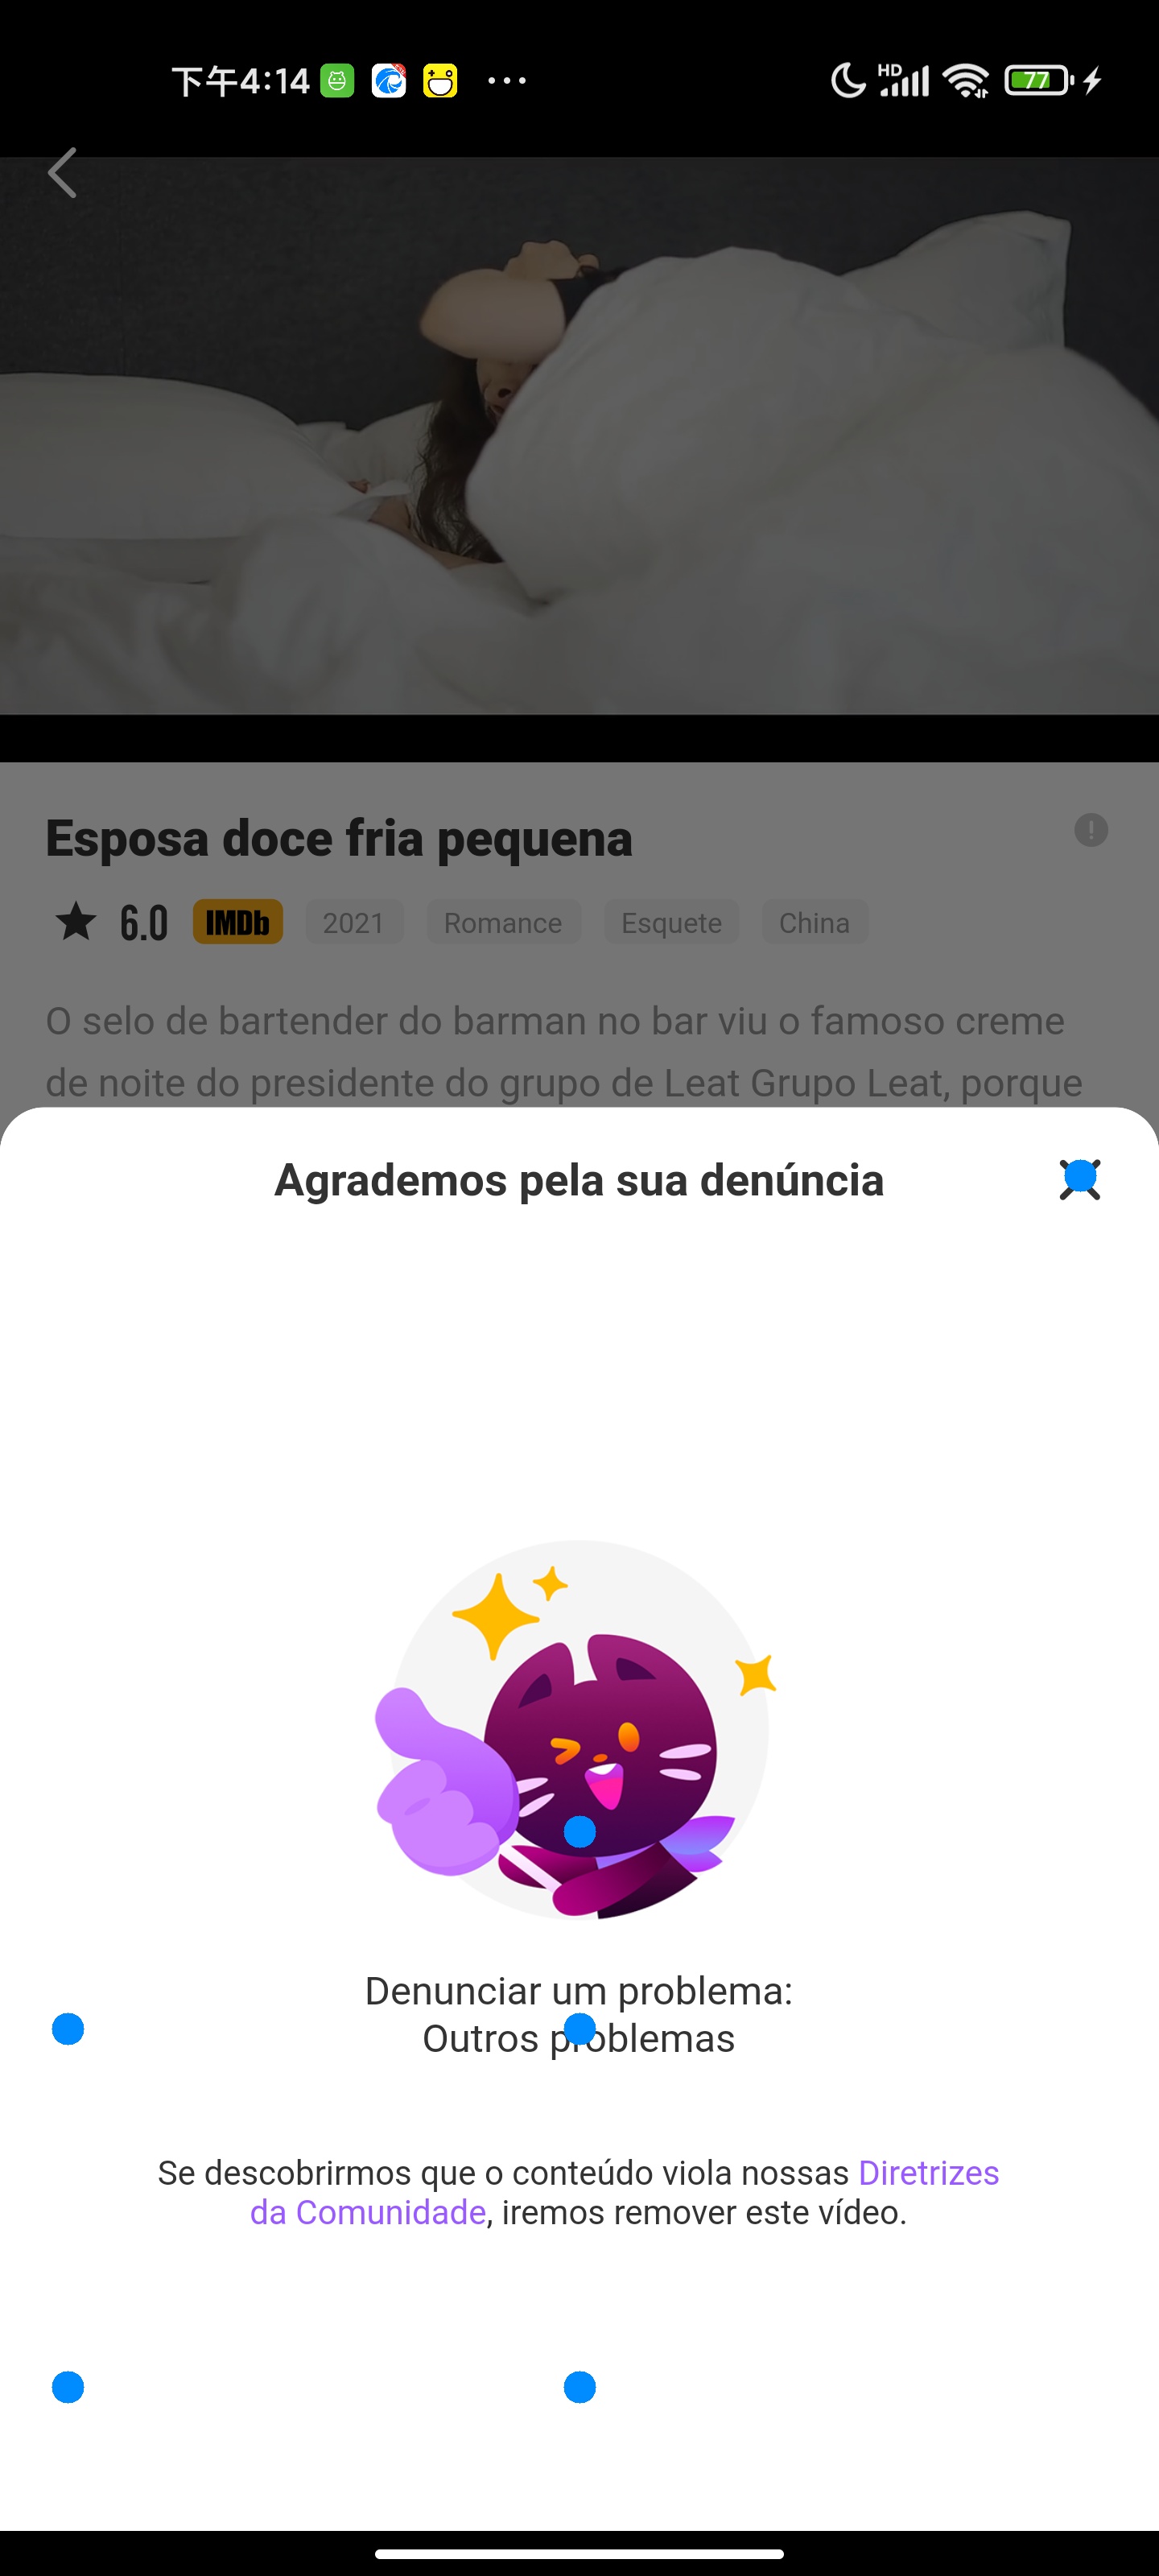 下午4:14
HD
77
Esposa doce fria pequena
6.0 IMDb 2021 Romance Esquete China
O selo de bartender do barman no bar viu o famoso creme
de noite do presidente do grupo de Leat Grupo Leat, porque
Agrademos pela sua denúncia
Denunciar um problema:
Outros problemas
Se descobrirmos que o conteúdo viola nossas Diretrizes
da Comunidade, iremos remover este vídeo.